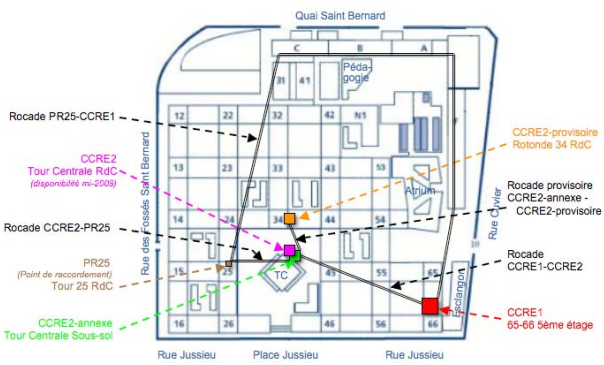 Quai Saint Bernard
C
B
A
Péda-
gogie
31 41
Rocade PR25-CCRE1
12 22 32 42 N1
CCRE2-provisoire
Rotonde 34 RdC
CCRE2
Tour Centrale RdC
(disponibilité mi-2009)
13 23 33 43
Atrium
Rocade provisoire
CCRE2-annexe -
CCRE2-provisoire
Rue des Fossés Saint Bernard
Rue Cuvier
14 24 34 44 54
Rocade CCRE2-PR25
Rocade
CCRE1-CCRE2
PR25
(Point de raccordement)
Tour 25 RdC
15 25 TC 45 55 65
Esclangon
CCRE2-annexe
Tour Centrale Sous-sol
CCRE1
65-66 5ème étage
16 26 46 56 66
Rue Jussieu Place Jussieu Rue Jussieu